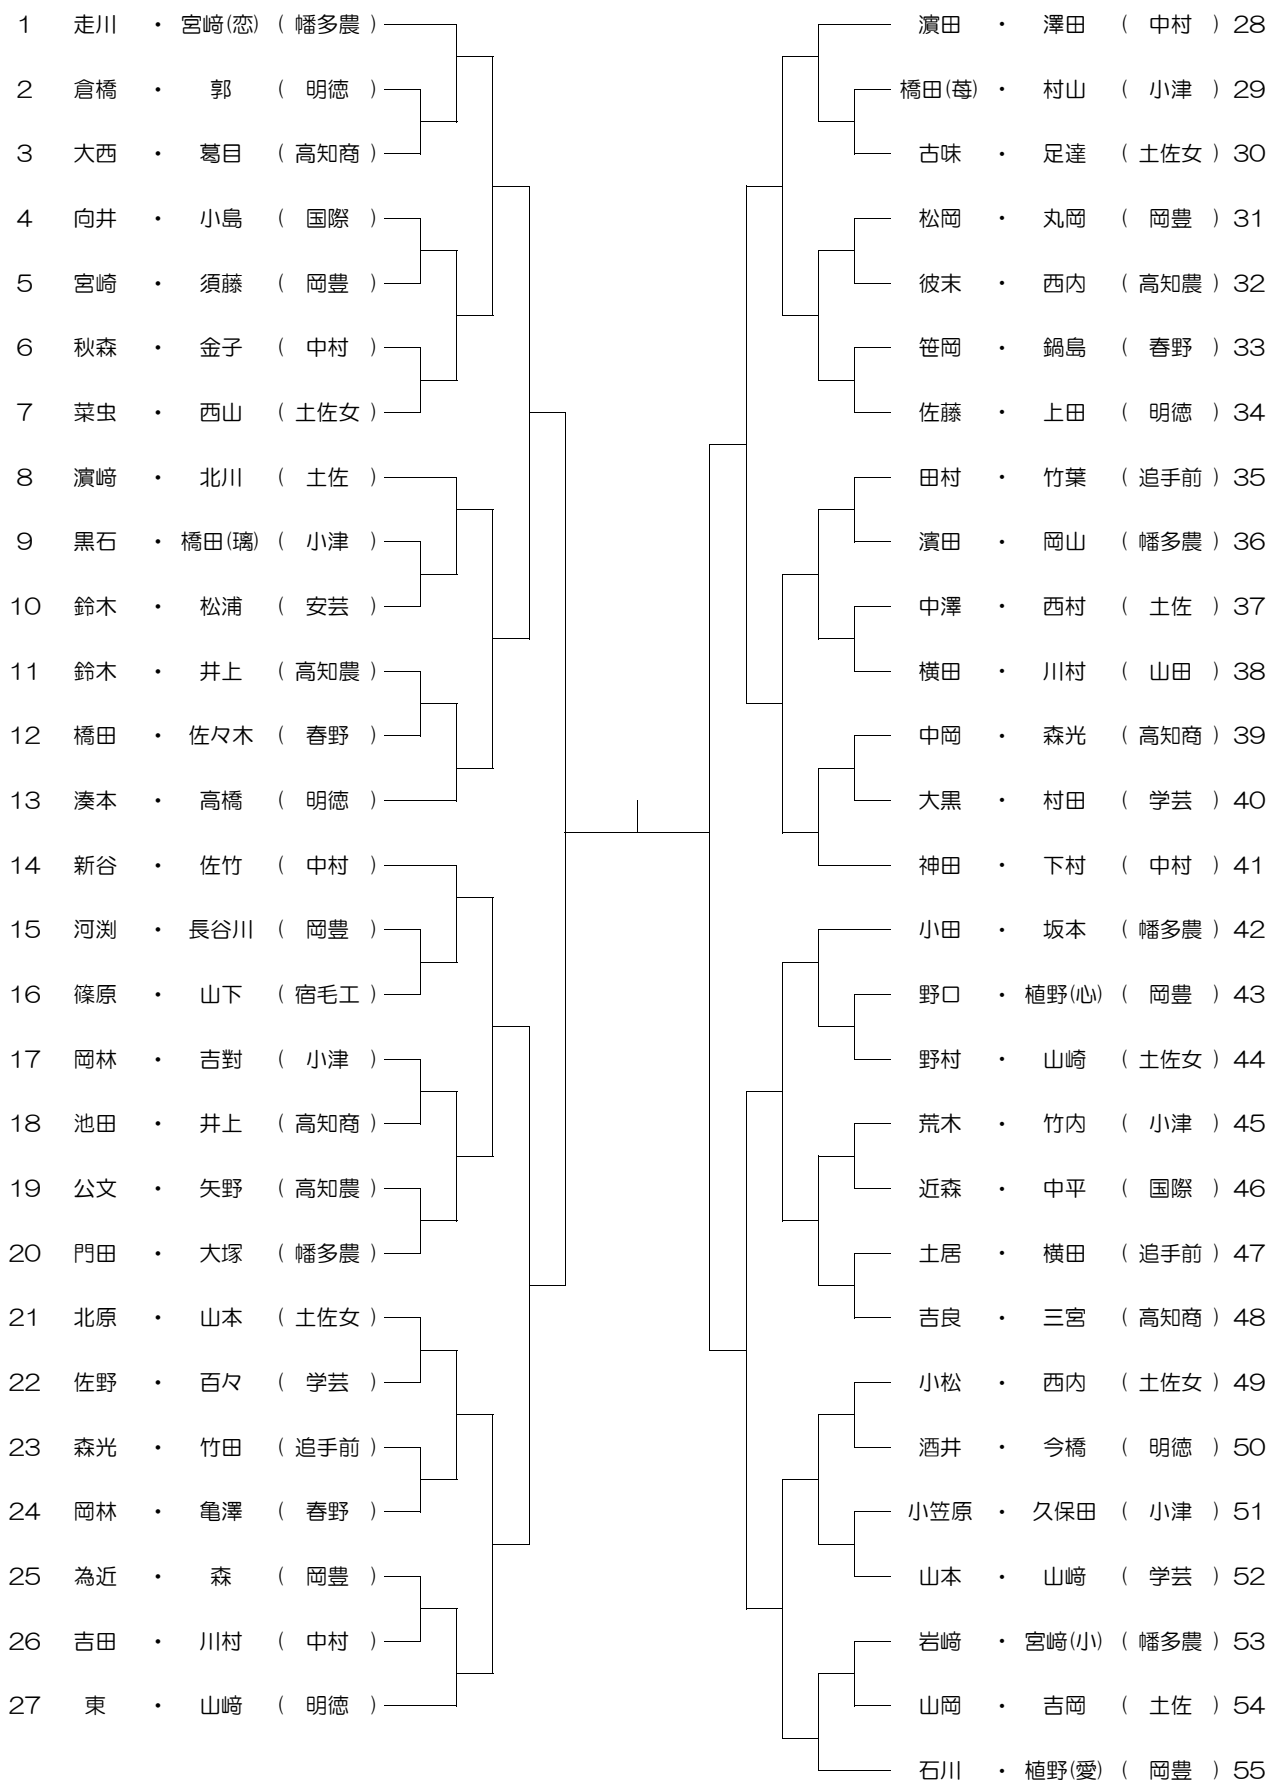 1 走川 ・ 宮﨑(恋) ( 幡多農 )
2 倉橋 ・ 郭 ( 明徳 )
3 大西 ・ 葛目 ( 高知商 )
4 向井 ・ 小島 ( 国際 )
5 宮崎 ・ 須藤 ( 岡豊 )
6 秋森 ・ 金子 ( 中村 )
7 菜虫 ・ 西山 ( 土佐女 )
8 濵﨑 ・ 北川 ( 土佐 )
9 黒石 ・ 橋田(璃) ( 小津 )
10 鈴木 ・ 松浦 ( 安芸 )
11 鈴木 ・ 井上 ( 高知農 )
12 橋田 ・ 佐々木 ( 春野 )
13 湊本 ・ 高橋 ( 明徳 )
14 新谷 ・ 佐竹 ( 中村 )
15 河渕 ・ 長谷川 ( 岡豊 )
16 篠原 ・ 山下 ( 宿毛工 )
17 岡林 ・ 吉對 ( 小津 )
18 池田 ・ 井上 ( 高知商 )
19 公文 ・ 矢野 ( 高知農 )
20 門田 ・ 大塚 ( 幡多農 )
21 北原 ・ 山本 ( 土佐女 )
22 佐野 ・ 百々 ( 学芸 )
23 森光 ・ 竹田 ( 追手前 )
24 岡林 ・ 亀澤 ( 春野 )
25 為近 ・ 森 ( 岡豊 )
26 吉田 ・ 川村 ( 中村 )
27 東 ・ 山﨑 ( 明徳 )
濵田 ・ 澤田 ( 中村 ) 28
橋田(苺) ・ 村山 ( 小津 ) 29
古味 ・ 足達 ( 土佐女 ) 30
松岡 ・ 丸岡 ( 岡豊 ) 31
彼末 ・ 西内 ( 高知農 ) 32
笹岡 ・ 鍋島 ( 春野 ) 33
佐藤 ・ 上田 ( 明徳 ) 34
田村 ・ 竹葉 ( 追手前 ) 35
濱田 ・ 岡山 ( 幡多農 ) 36
中澤 ・ 西村 ( 土佐 ) 37
横田 ・ 川村 ( 山田 ) 38
中岡 ・ 森光 ( 高知商 ) 39
大黒 ・ 村田 ( 学芸 ) 40
神田 ・ 下村 ( 中村 ) 41
小田 ・ 坂本 ( 幡多農 ) 42
野口 ・ 植野(心) ( 岡豊 ) 43
野村 ・ 山崎 ( 土佐女 ) 44
荒木 ・ 竹内 ( 小津 ) 45
近森 ・ 中平 ( 国際 ) 46
土居 ・ 横田 ( 追手前 ) 47
吉良 ・ 三宮 ( 高知商 ) 48
小松 ・ 西内 ( 土佐女 ) 49
酒井 ・ 今橋 ( 明徳 ) 50
小笠原 ・ 久保田 ( 小津 ) 51
山本 ・ 山﨑 ( 学芸 ) 52
岩﨑 ・ 宮﨑(小) ( 幡多農 ) 53
山岡 ・ 吉岡 ( 土佐 ) 54
石川 ・ 植野(愛) ( 岡豊 ) 55